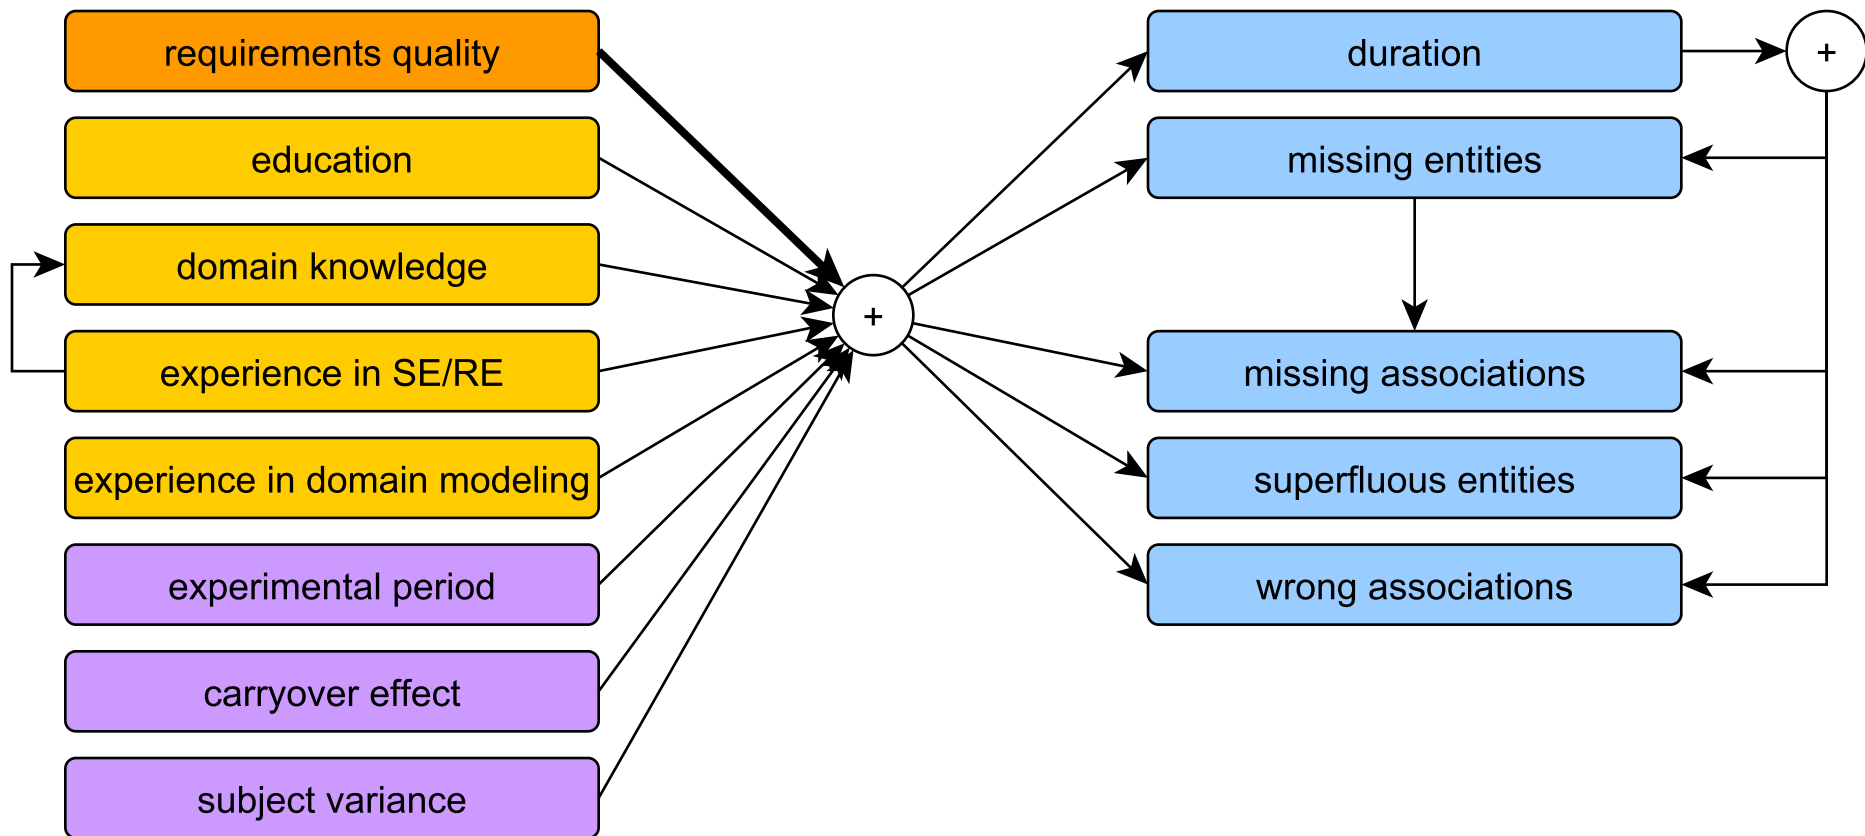 requirements quality
education
domain knowledge
experience in SE/RE
experience in domain modeling
experimental period
carryover effect
subject variance
+
duration
missing entities
missing associations
superfluous entities
wrong associations
+